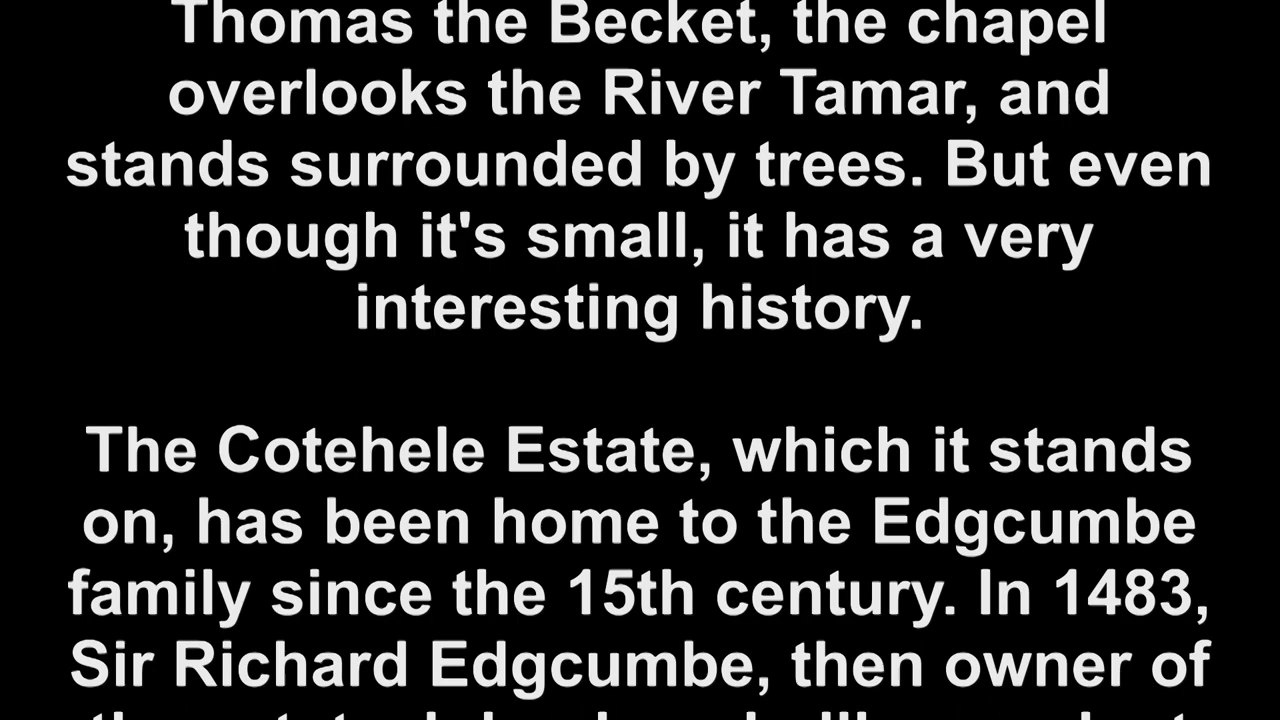 Thomas the Becket, the chapel
overlooks the River Tamar, and
stands surrounded by trees. But even
though it's small, it has a very
interesting history.
The Cotehele Estate, which it stands
on, has been home to the Edgcumbe
family since the 15th century. In 1483,
Sir Richard Edgcumbe, then owner of